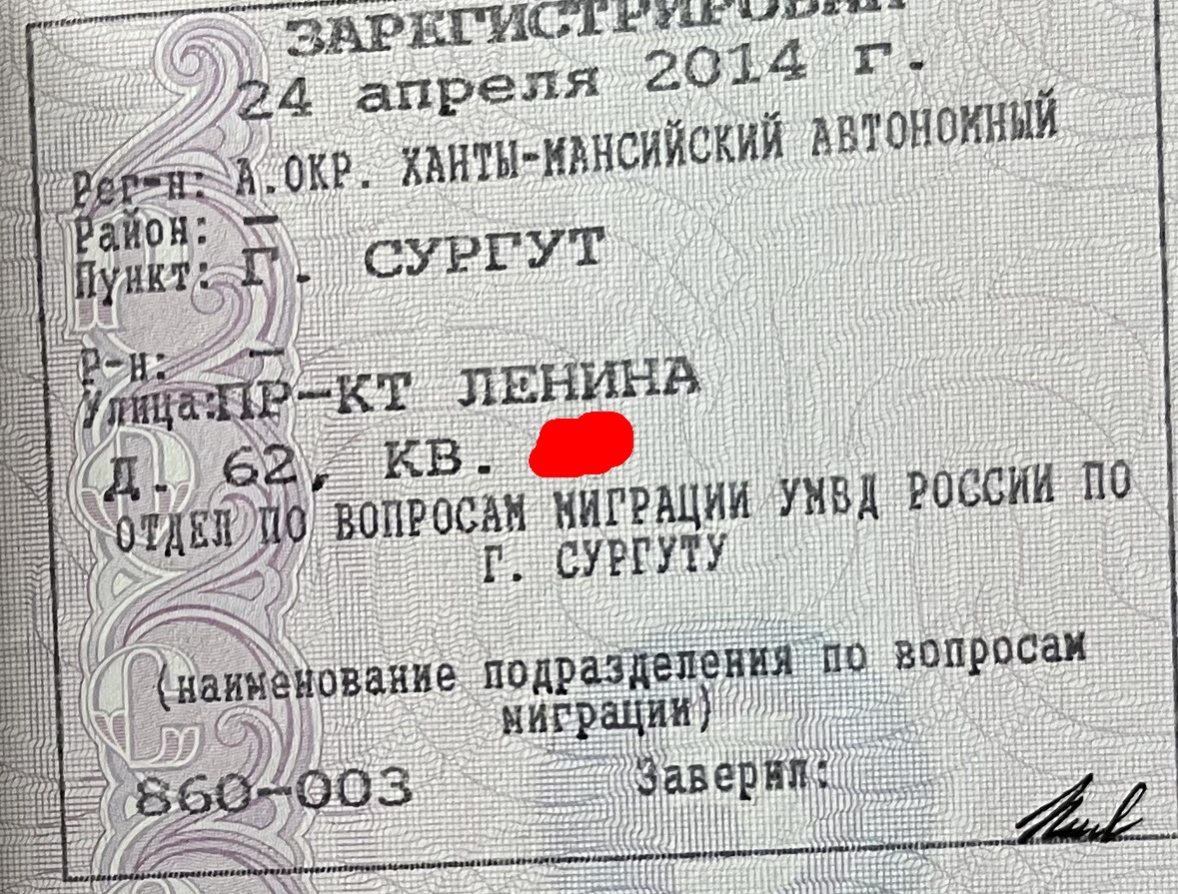 ЗАРЕГИСТРИРОВАН
24 апреля 2014 г.
Рег-н: А.ОКР. ХАНТЫ-МАНСИЙСКИЙ АВТОНОМНЫЙ
Район: —
Пункт: Г. СУРГУТ
Р-н: —
Улица:ПР-КТ ЛЕНИНА
Д. 62, КВ.
ОТДЕЛ ПО ВОПРОСАМ МИГРАЦИИ УМВД РОССИИ ПО
Г. СУРГУТУ
(наименование подразделения по вопросам
миграции)
860-003 Заверил: